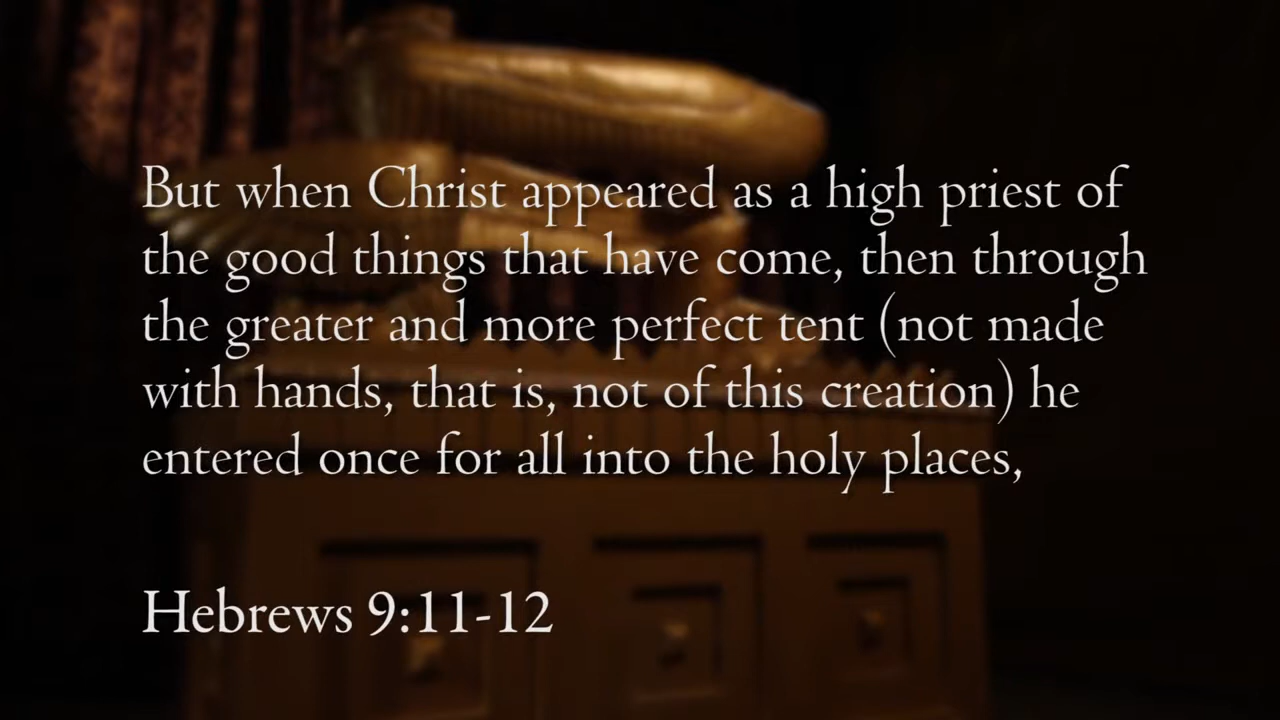 But when Christ appeared as a high priest of
the good things that have come, then through
the greater and more perfect tent (not made
with hands, that is, not of this creation) he
entered once for all into the holy places,
Hebrews 9:11-12